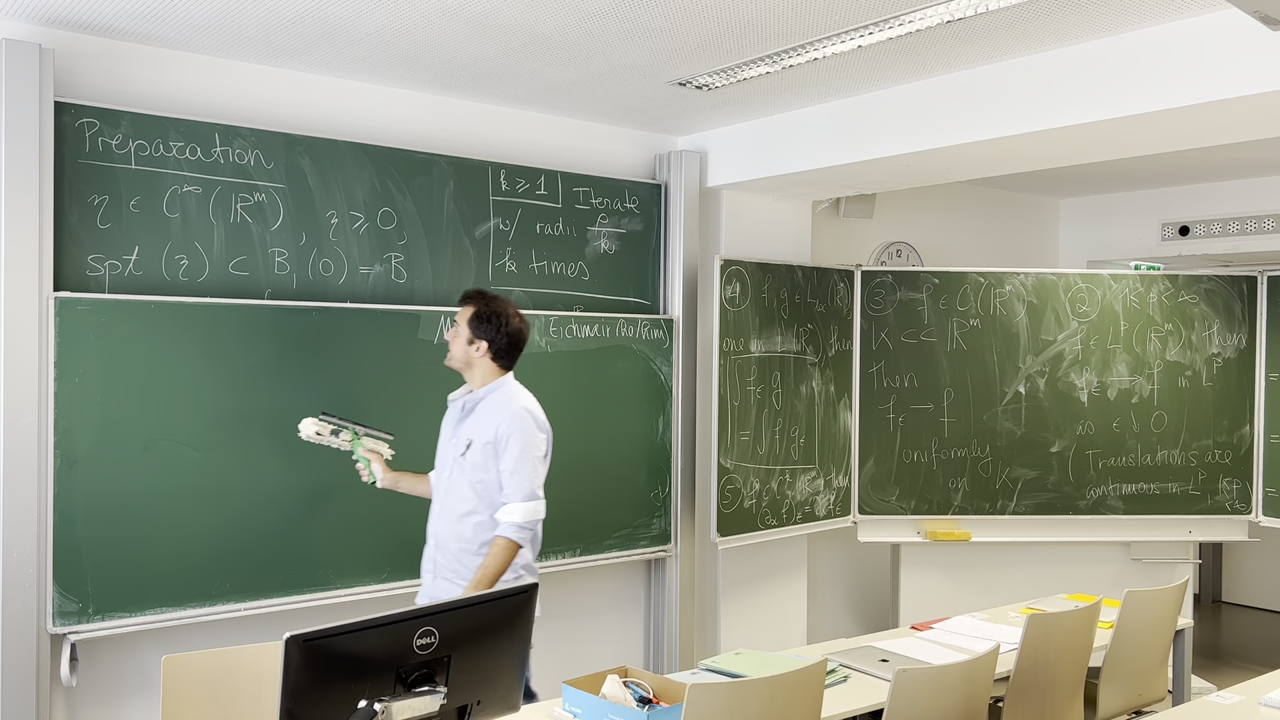 Preparation
η ∈ C^∞ (ℝ^m), η ⩾ 0,
spt (η) ⊂ B₁(0) = B
k ⩾ 1 Iterate
w/ radii ρ/k
k times
Eichmair (Ro/Rim)
④ f, g ∈ L
one in L (ℝ^m), then
∫ f_ε g
= ∫ f g_ε
⑤ f ∈ C (ℝ^m) then
(∂_α f)_ε = ∂_α f_ε
③ f ∈ C(ℝ^m)
K ⊂⊂ ℝ^m
then
f_ε → f
uniformly
on K
② 1<p<∞
f ∈ L^p(ℝ^m), then
f_ε → f in L^p
as ε ↓ 0
(Translations are
continuous in L^p,
DELL